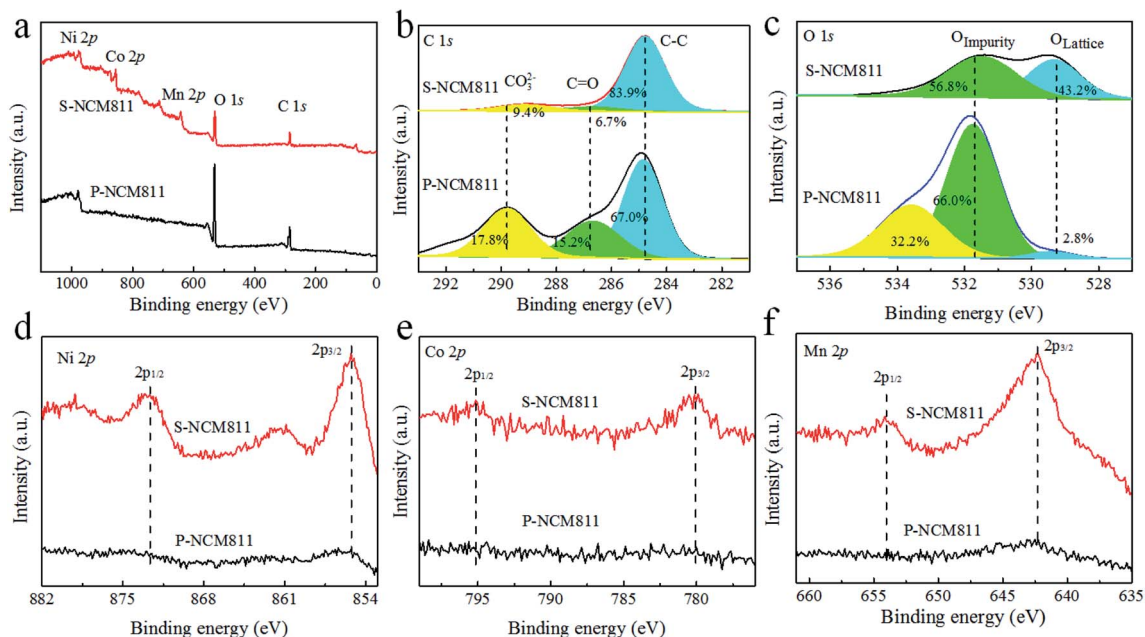 a
Ni 2p
Co 2p
S-NCM811
Mn 2p
O 1s
C 1s
P-NCM811
Intensity (a.u.)
1000 800 600 400 200 0
Binding energy (eV)
b
C 1s
C-C
S-NCM811
CO₃²⁻
C=O
83.9%
9.4%
6.7%
P-NCM811
67.0%
17.8%
15.2%
Intensity (a.u.)
292 290 288 286 284 282
Binding energy (eV)
c
O 1s
O_Impurity
O_Lattice
S-NCM811
56.8%
43.2%
P-NCM811
66.0%
32.2%
2.8%
Intensity (a.u.)
536 534 532 530 528
Binding energy (eV)
d
Ni 2p
2p₃/₂
2p₁/₂
S-NCM811
P-NCM811
Intensity (a.u.)
882 875 868 861 854
Binding energy (eV)
e
Co 2p
2p₁/₂
2p₃/₂
S-NCM811
P-NCM811
Intensity (a.u.)
795 790 785 780
Binding energy (eV)
f
Mn 2p
2p₃/₂
2p₁/₂
S-NCM811
P-NCM811
Intensity (a.u.)
660 655 650 645 640 635
Binding energy (eV)